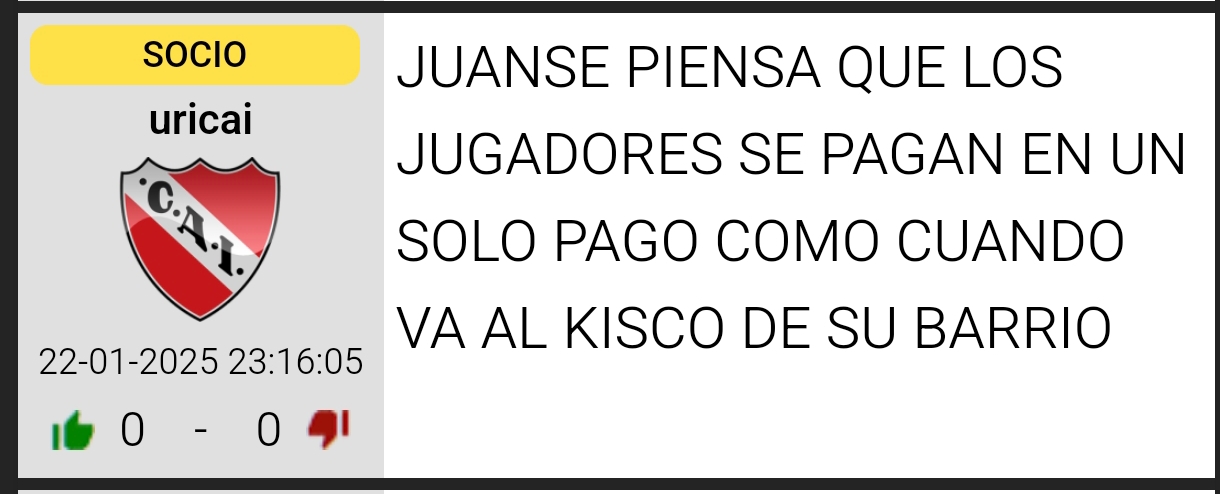 SOCIO
uricai
C.A.I.
22-01-2025 23:16:05
0 - 0
JUANSE PIENSA QUE LOS
JUGADORES SE PAGAN EN UN
SOLO PAGO COMO CUANDO
VA AL KISCO DE SU BARRIO